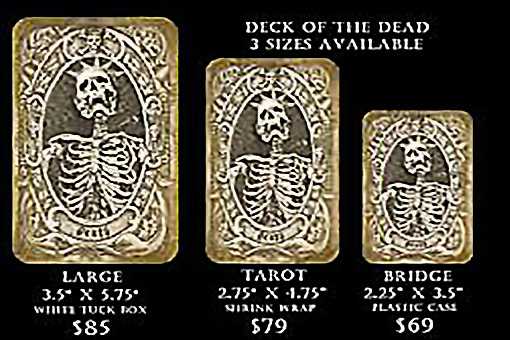 DECK OF THE DEAD
3 SIZES AVAILABLE
DEATH
LARGE
3.5" X 5.75"
WHITE TUCK BOX
$85
TAROT
2.75" X 4.75"
SHRINK WRAP
$79
BRIDGE
2.25" X 3.5"
PLASTIC CASE
$69